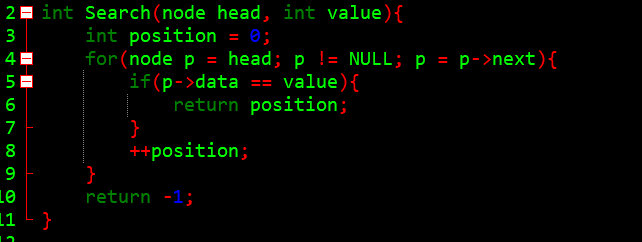 2 int Search(node head, int value){
3     int position = 0;
4     for(node p = head; p != NULL; p = p->next){
5         if(p->data == value){
6             return position;
7         }
8         ++position;
9     }
10     return -1;
11 }